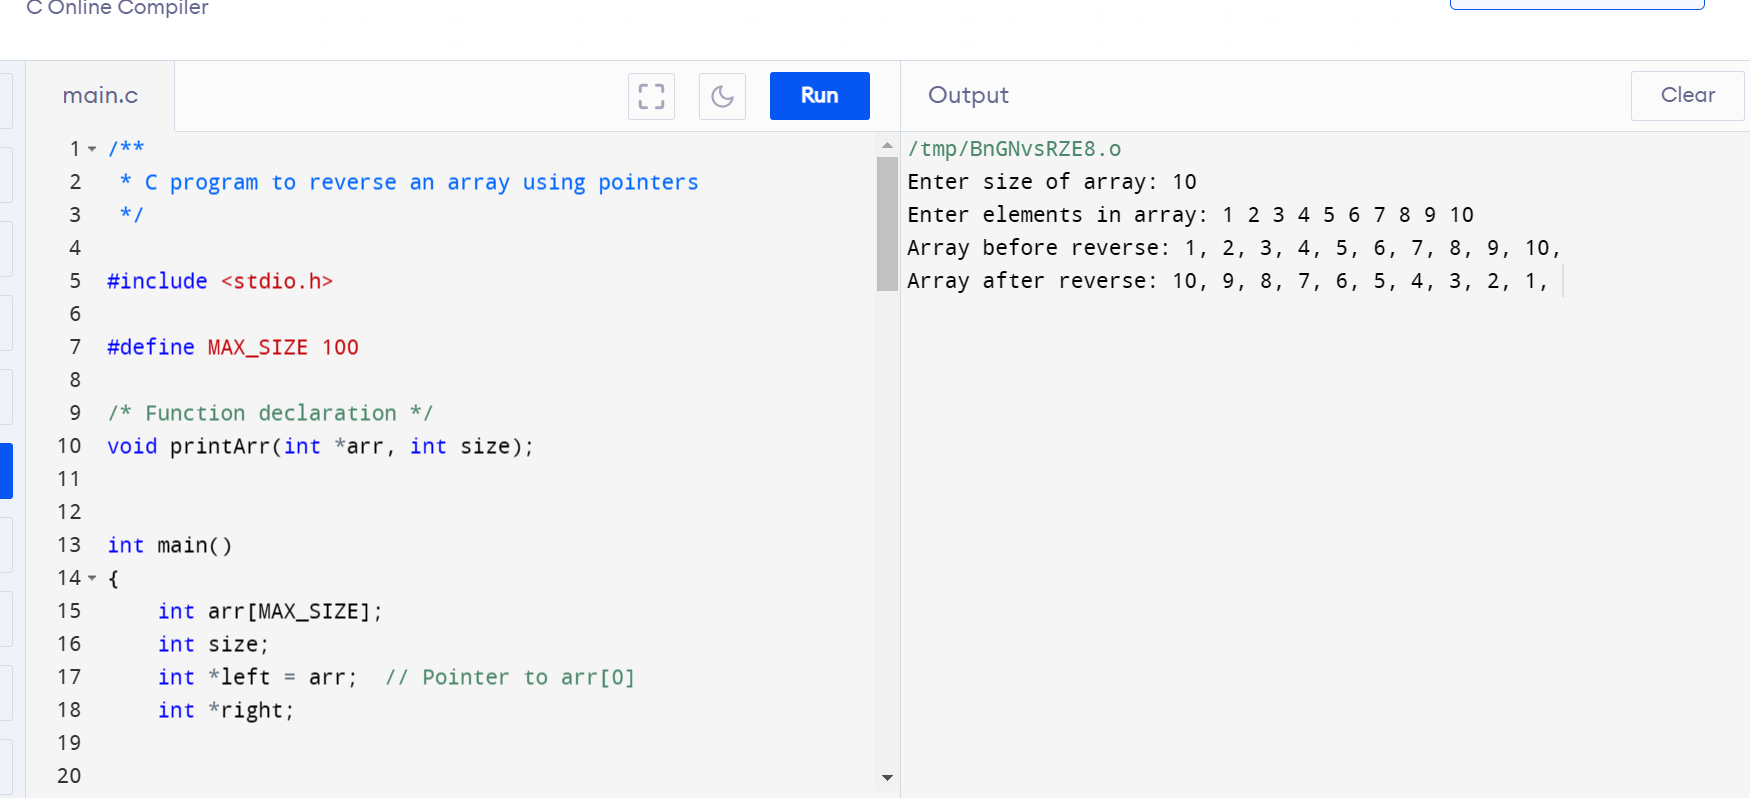 C Online Compiler
main.c
Run
1 /**
2  * C program to reverse an array using pointers
3  */
4
5 #include <stdio.h>
6
7 #define MAX_SIZE 100
8
9 /* Function declaration */
10 void printArr(int *arr, int size);
11
12
13 int main()
14 {
15     int arr[MAX_SIZE];
16     int size;
17     int *left = arr;  // Pointer to arr[0]
18     int *right;
19
20
Output
Clear
/tmp/BnGNvsRZE8.o
Enter size of array: 10
Enter elements in array: 1 2 3 4 5 6 7 8 9 10
Array before reverse: 1, 2, 3, 4, 5, 6, 7, 8, 9, 10,
Array after reverse: 10, 9, 8, 7, 6, 5, 4, 3, 2, 1,